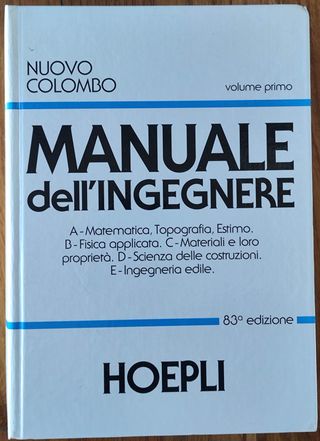 NUOVO
COLOMBO
volume primo
MANUALE
dell'INGEGNERE
A-Matematica, Topografia, Estimo.
B-Fisica applicata. C-Materiali e loro
proprietà. D-Scienza delle costruzioni.
E-Ingegneria edile.
83ª edizione
HOEPLI